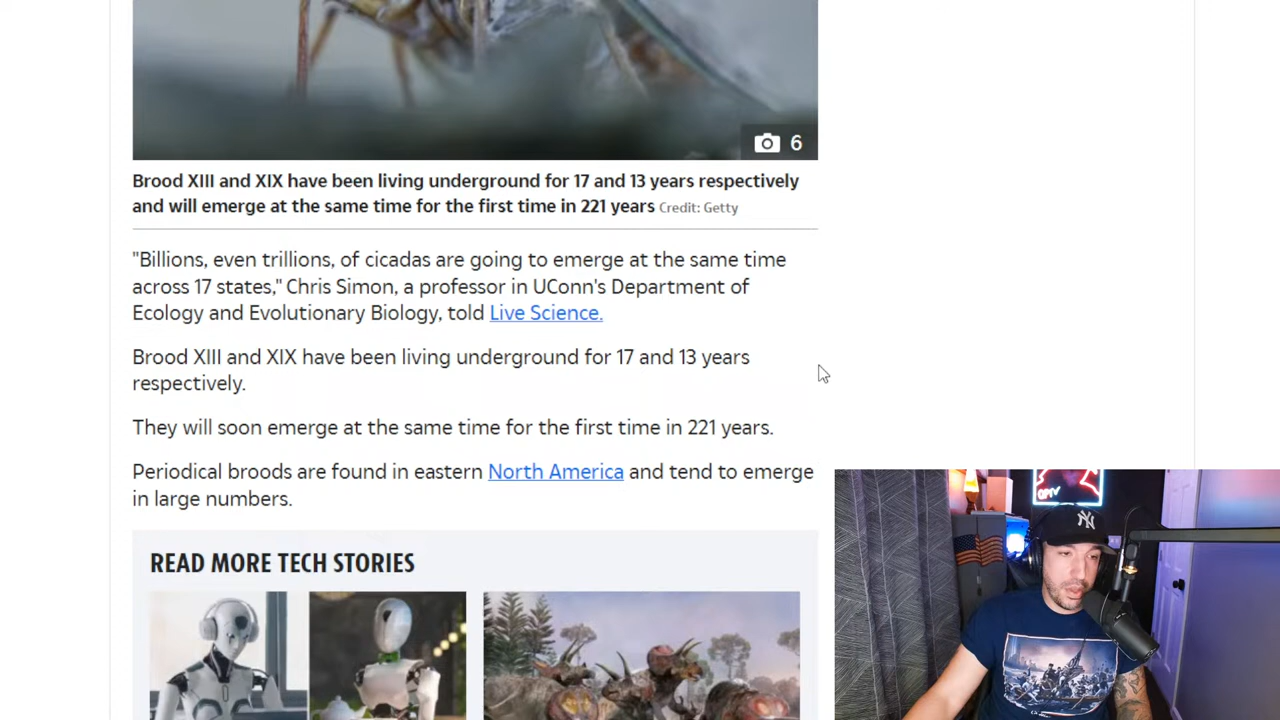 6
Brood XIII and XIX have been living underground for 17 and 13 years respectively
and will emerge at the same time for the first time in 221 years Credit: Getty
"Billions, even trillions, of cicadas are going to emerge at the same time
across 17 states," Chris Simon, a professor in UConn's Department of
Ecology and Evolutionary Biology, told Live Science.
Brood XIII and XIX have been living underground for 17 and 13 years
respectively.
They will soon emerge at the same time for the first time in 221 years.
Periodical broods are found in eastern North America and tend to emerge
in large numbers.
READ MORE TECH STORIES
NY